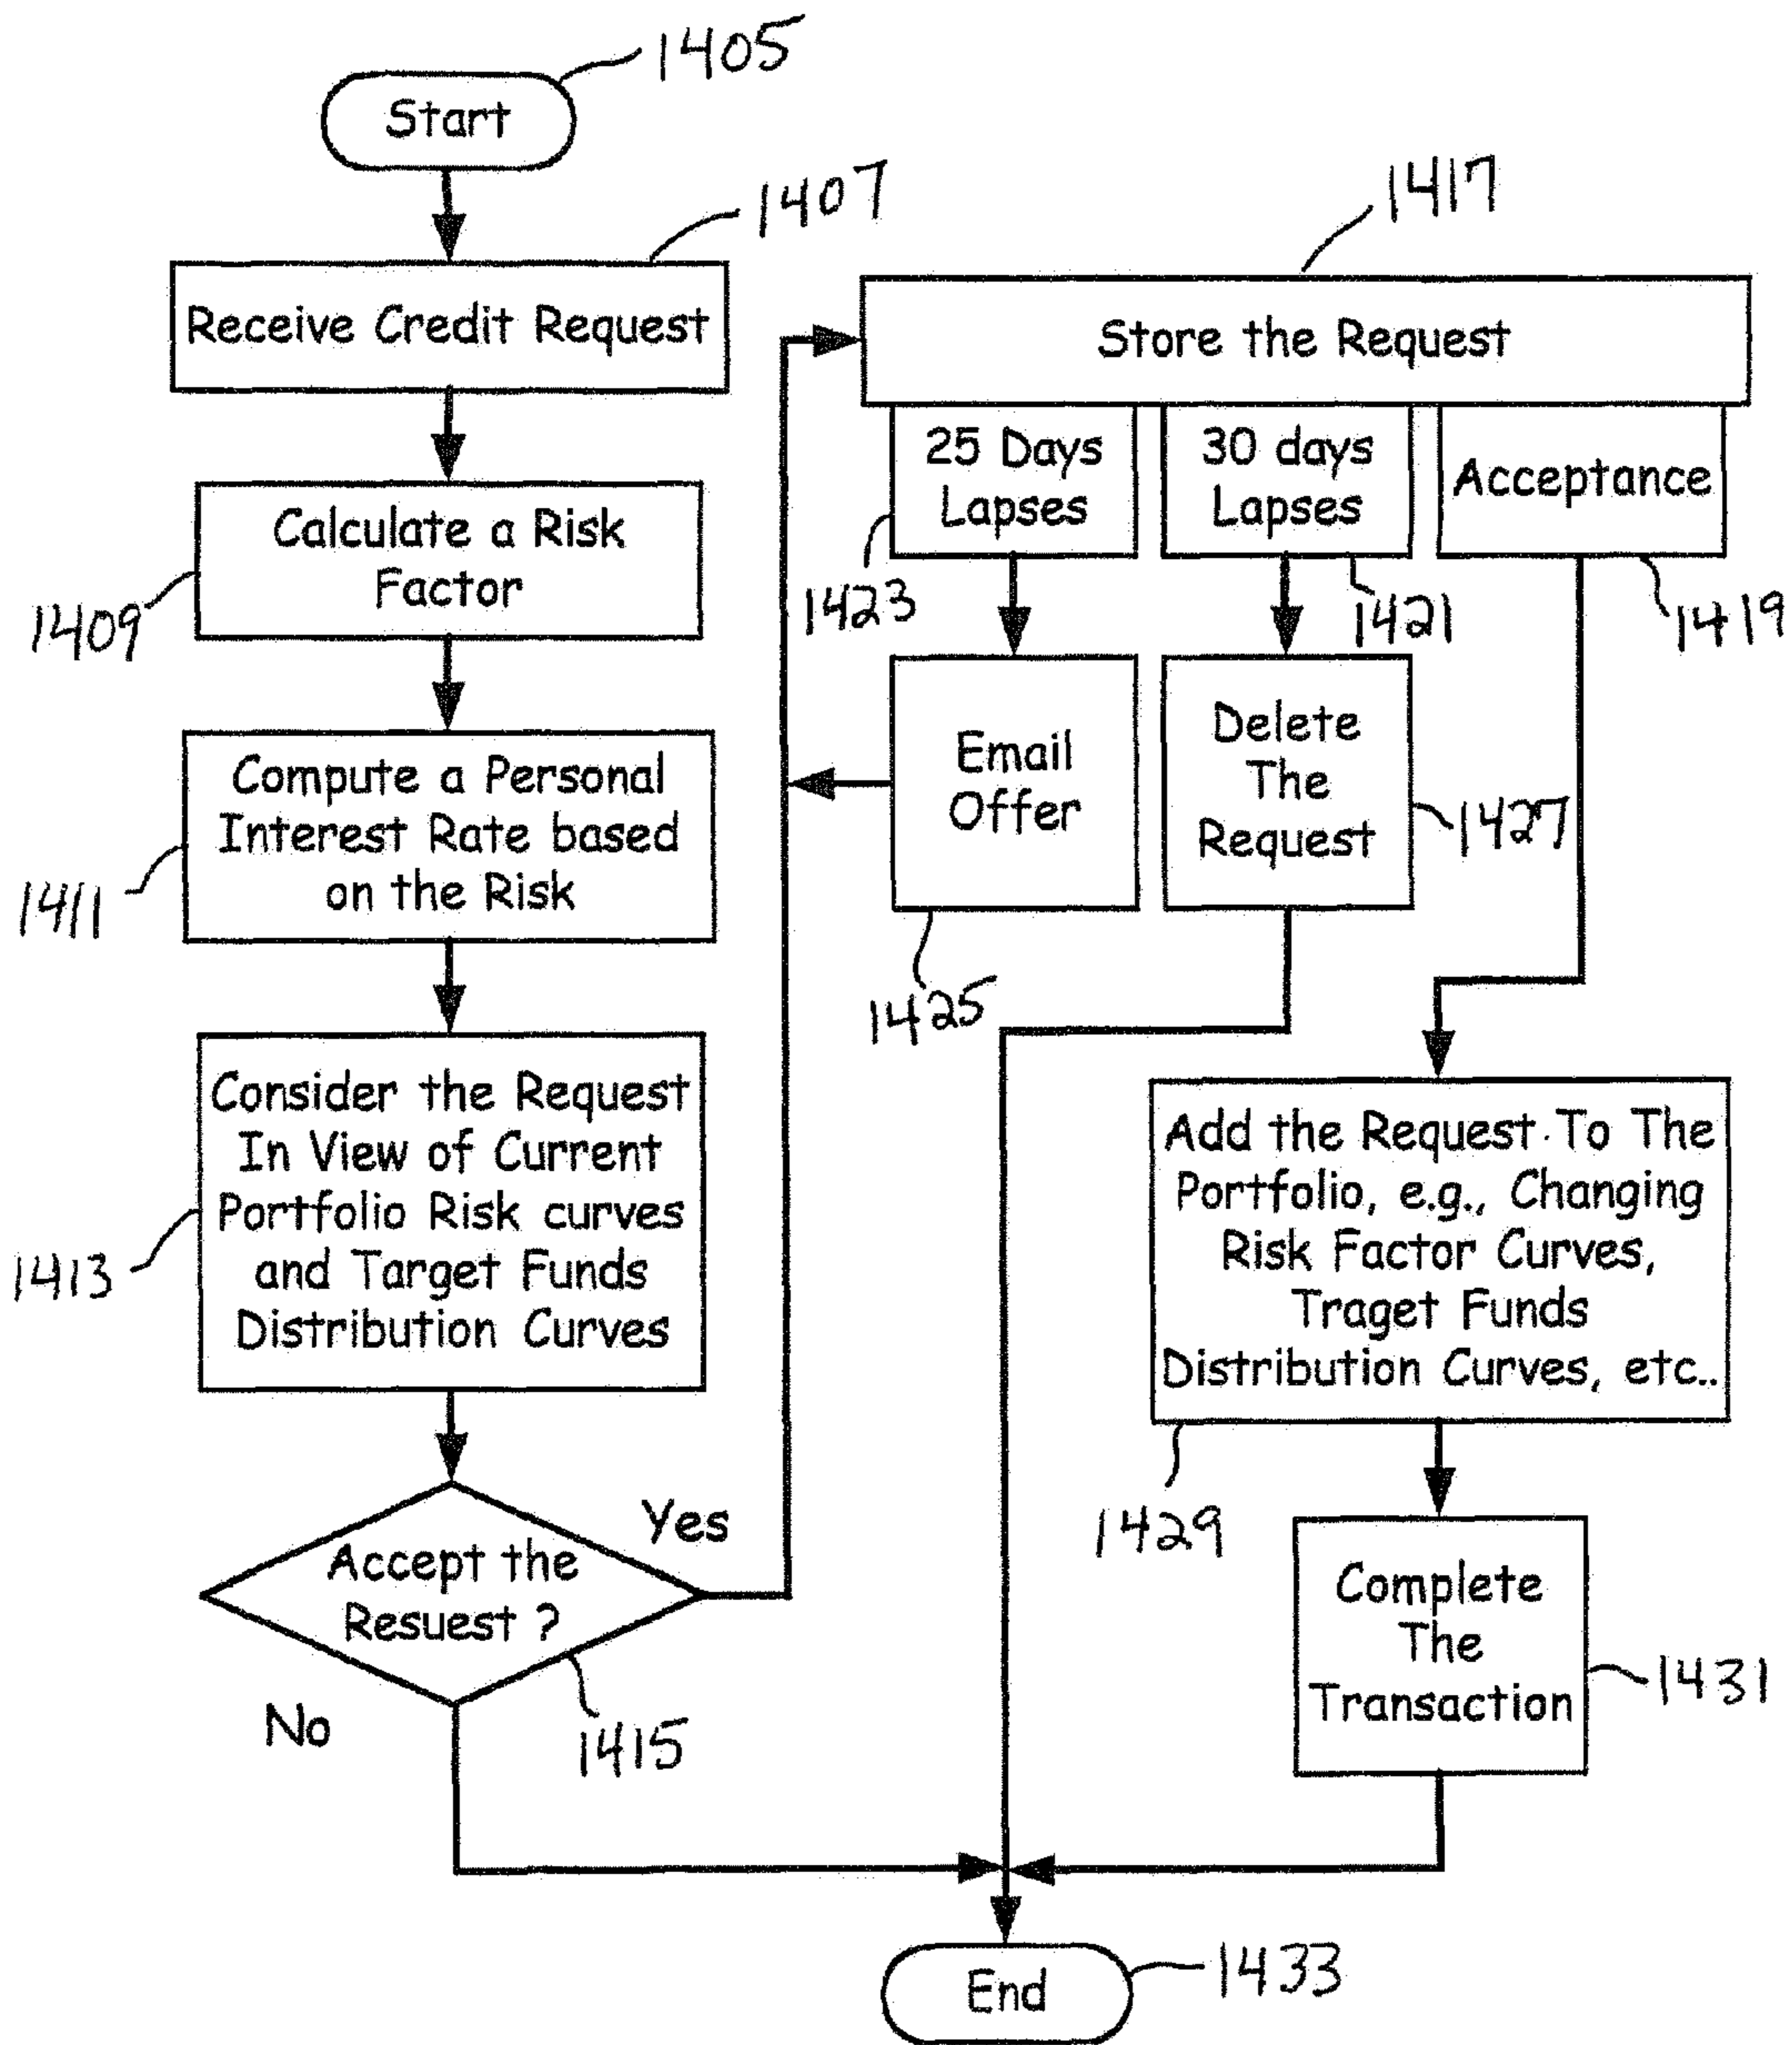 1405
Start
1407
Receive Credit Request
Calculate a Risk
Factor
1409
Compute a Personal
Interest Rate based
on the Risk
1411
Consider the Request
In View of Current
Portfolio Risk curves
and Target Funds
Distribution Curves
1413
Accept the
Resuest ?
Yes
No
1415
1417
Store the Request
25 Days
Lapses
1423
30 days
Lapses
1421
Acceptance
1419
Email
Offer
1425
Delete
The
Request
1427
Add the Request To The
Portfolio, e.g., Changing
Risk Factor Curves,
Traget Funds
Distribution Curves, etc..
1429
Complete
The
Transaction
1431
End
1433